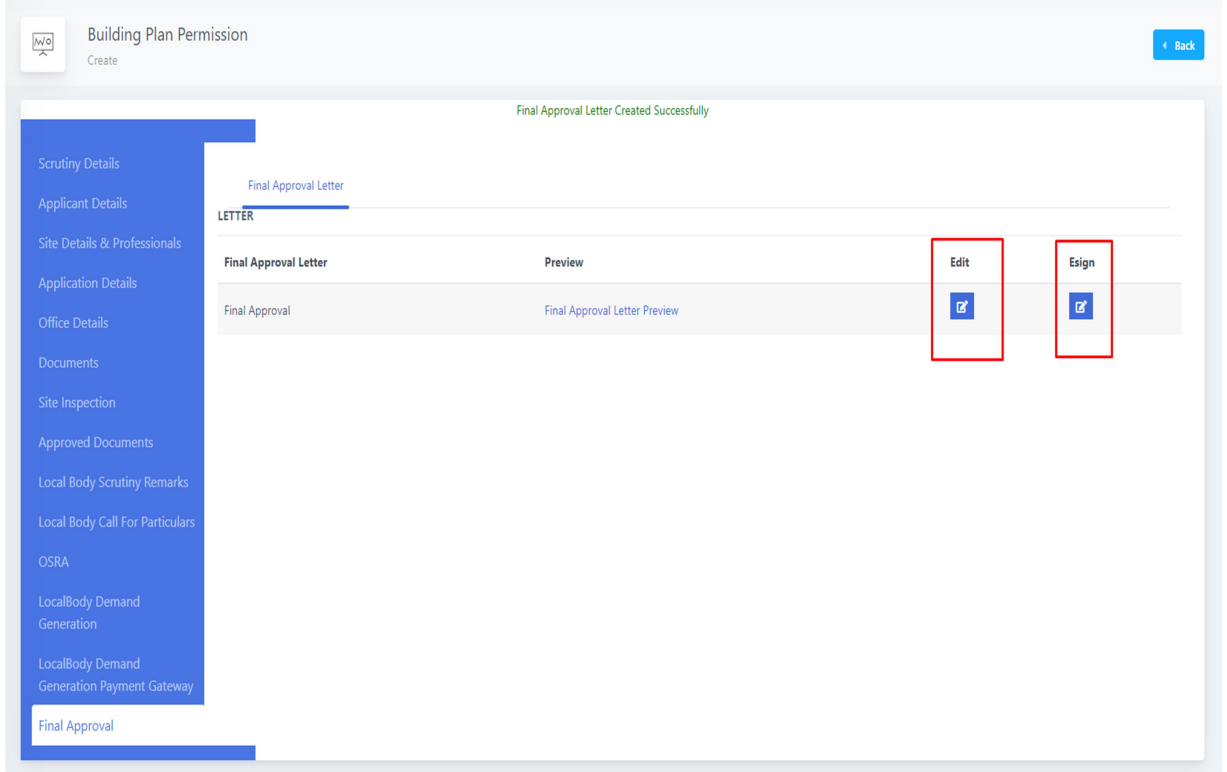 Building Plan Permission
Create
Back
Final Approval Letter Created Successfully
Scrutiny Details
Applicant Details
Site Details & Professionals
Application Details
Office Details
Documents
Site Inspection
Approved Documents
Local Body Scrutiny Remarks
Local Body Call For Particulars
OSRA
LocalBody Demand
Generation
LocalBody Demand
Generation Payment Gateway
Final Approval
Final Approval Letter
LETTER
Final Approval Letter Preview Edit Esign
Final Approval Final Approval Letter Preview